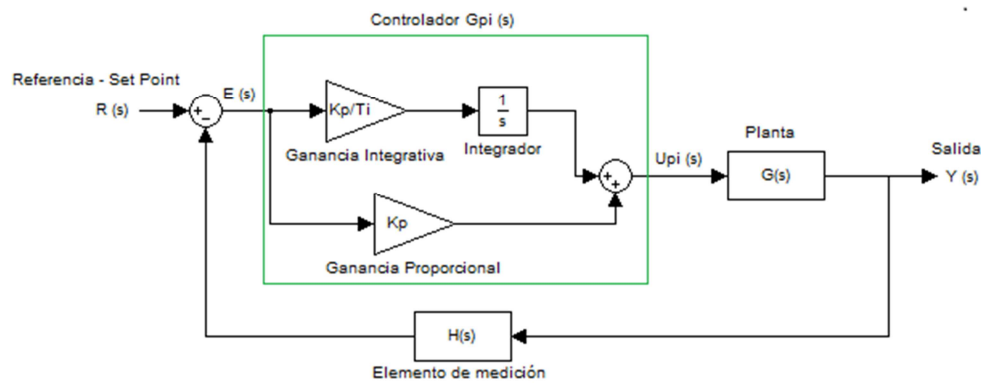 Controlador Gpi (s)
Referencia - Set Point
R (s)
+
−
E (s)
Kp/Ti
Ganancia Integrativa
1
s
Integrador
Kp
Ganancia Proporcional
+
+
Upi (s)
Planta
G(s)
Salida
Y (s)
H(s)
Elemento de medición